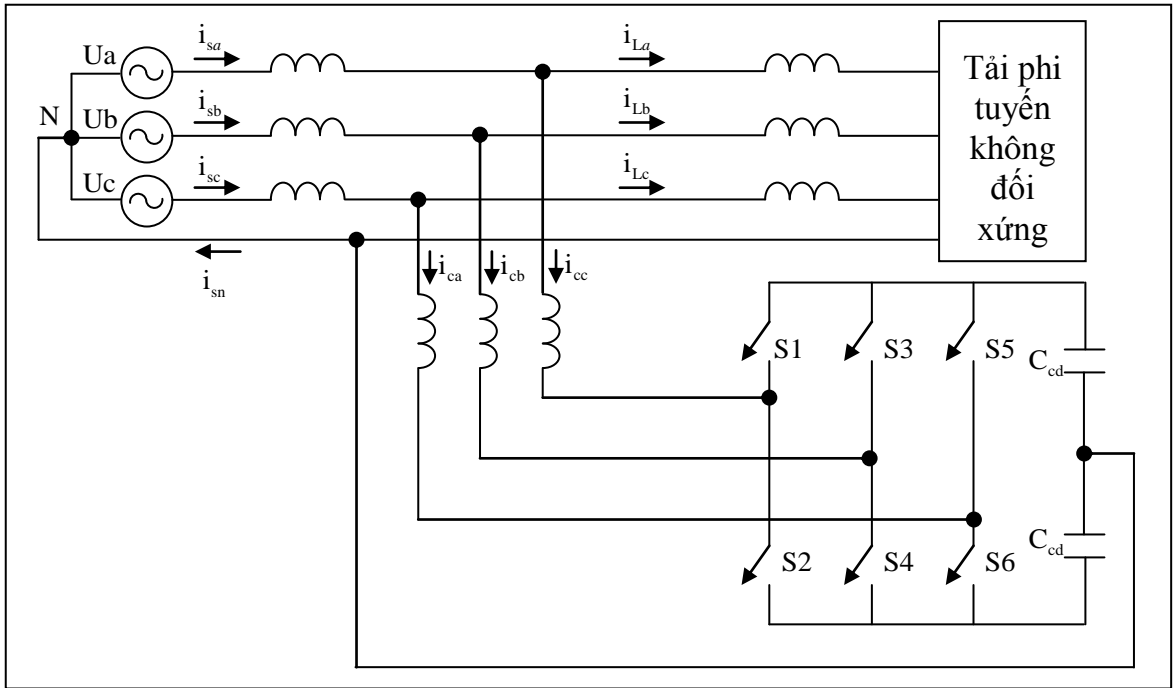 Ua
i_sa
i_La
Tải phi
tuyến
không
đối
xứng
N
Ub
i_sb
i_Lb
Uc
i_sc
i_Lc
i_sn
i_ca
i_cb
i_cc
S1
S3
S5
C_cd
S2
S4
S6
C_cd